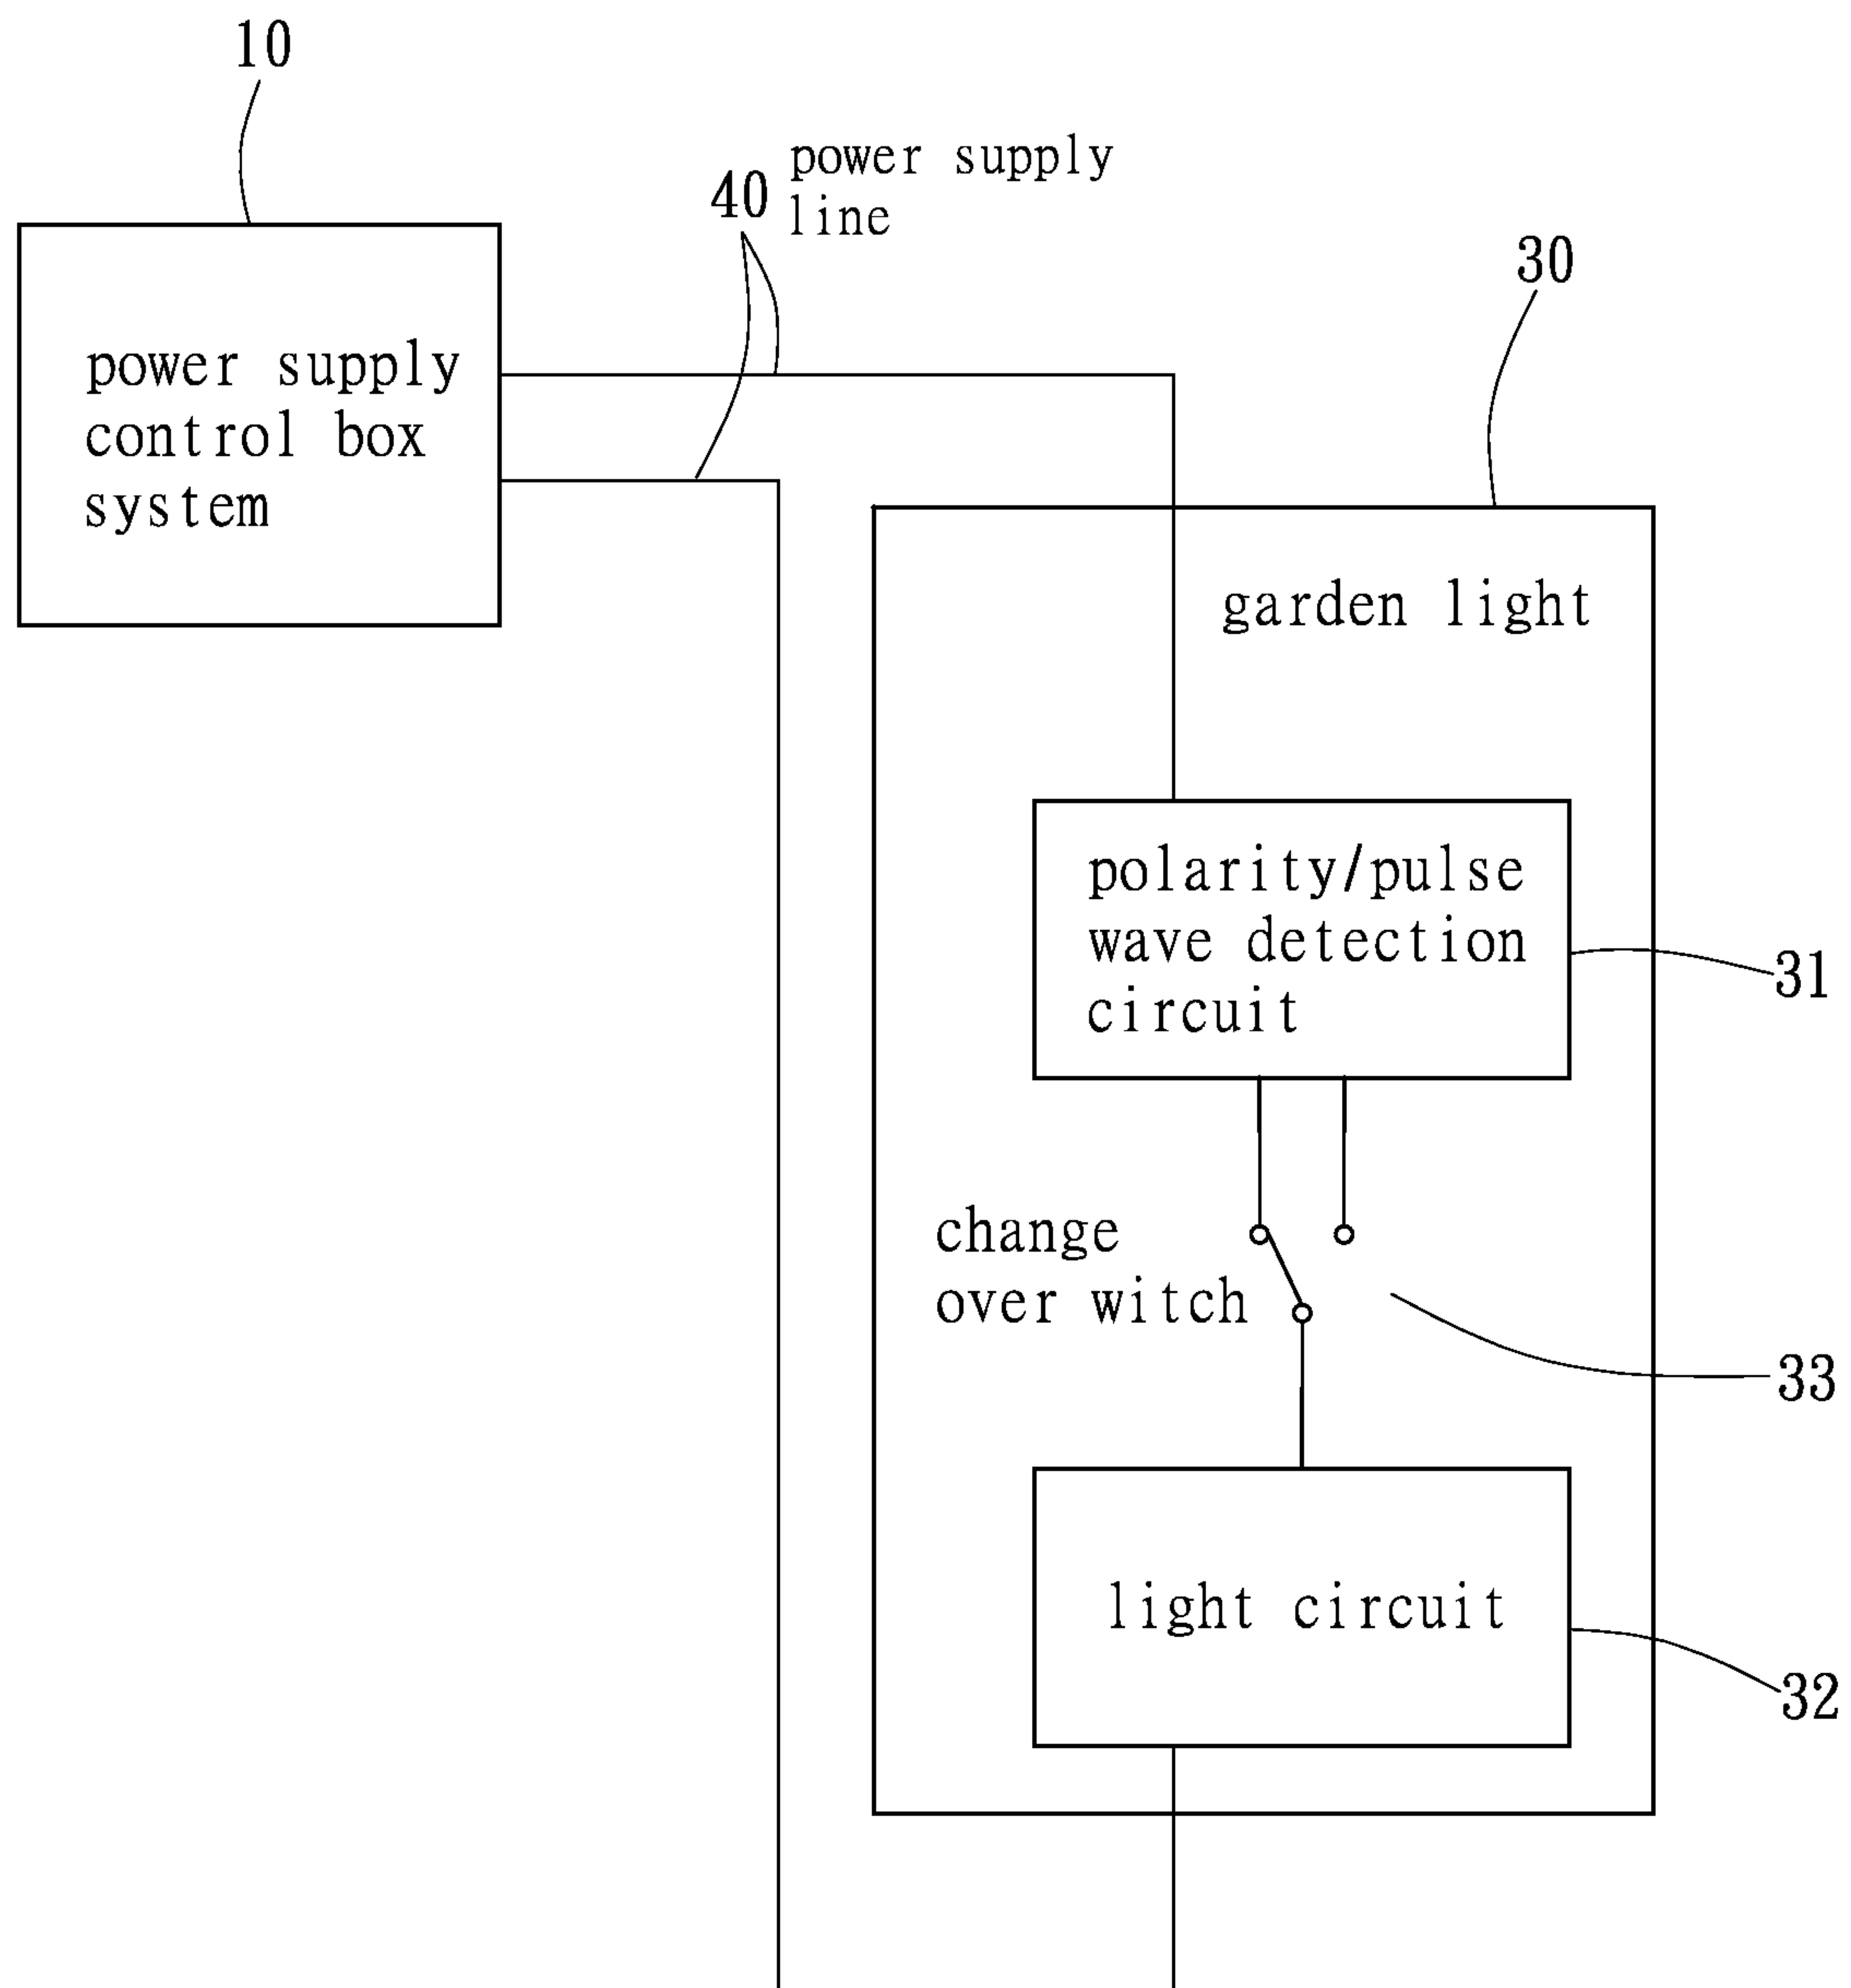 10
power supply
40
line
30
power supply
control box
system
garden light
polarity/pulse
wave detection
circuit
31
change
over witch
33
light circuit
32